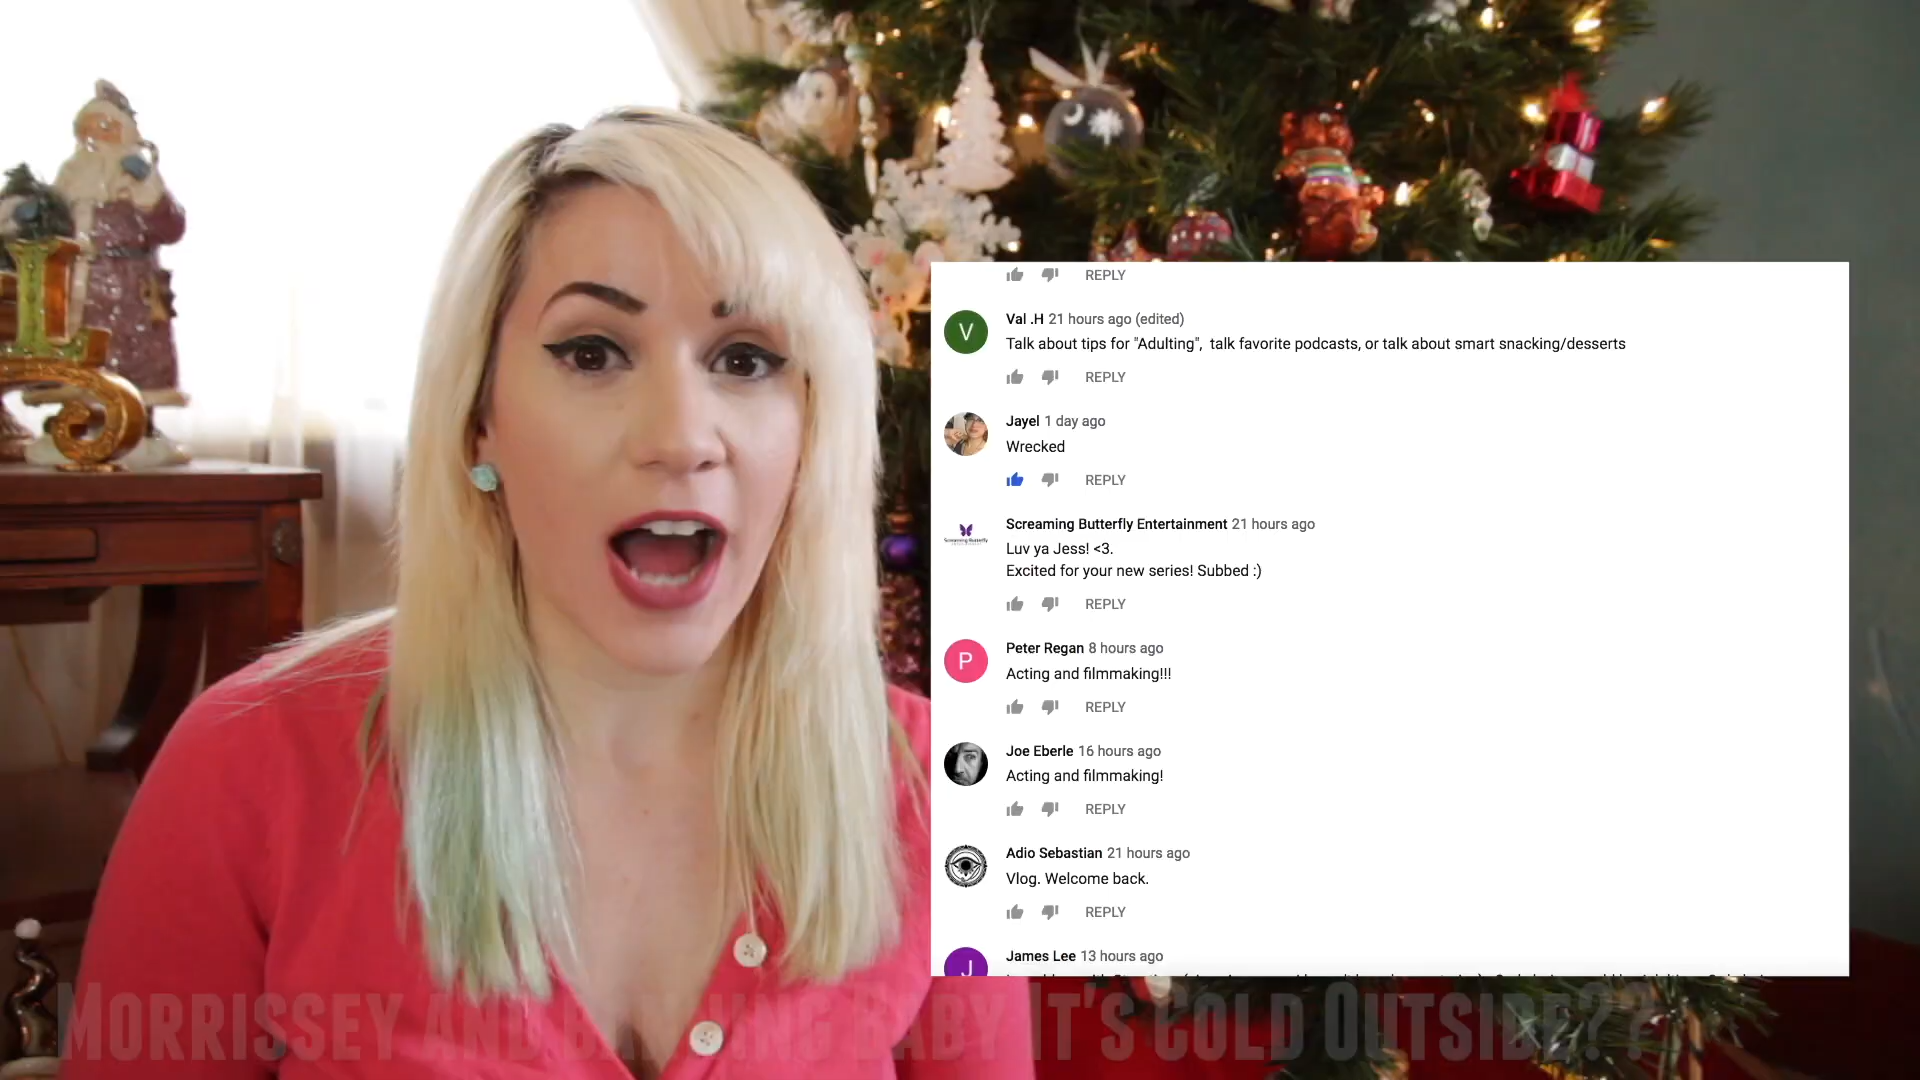 REPLY
Val .H 21 hours ago (edited)
Talk about tips for "Adulting", talk favorite podcasts, or talk about smart snacking/desserts
REPLY
Jayel 1 day ago
Wrecked
REPLY
Screaming Butterfly Entertainment 21 hours ago
Luv ya Jess! <3.
Excited for your new series! Subbed :)
REPLY
Peter Regan 8 hours ago
Acting and filmmaking!!!
REPLY
Joe Eberle 16 hours ago
Acting and filmmaking!
REPLY
Adio Sebastian 21 hours ago
Vlog. Welcome back.
REPLY
James Lee 13 hours ago
Morrissey and Baby It's Cold Outside??
V
P
J